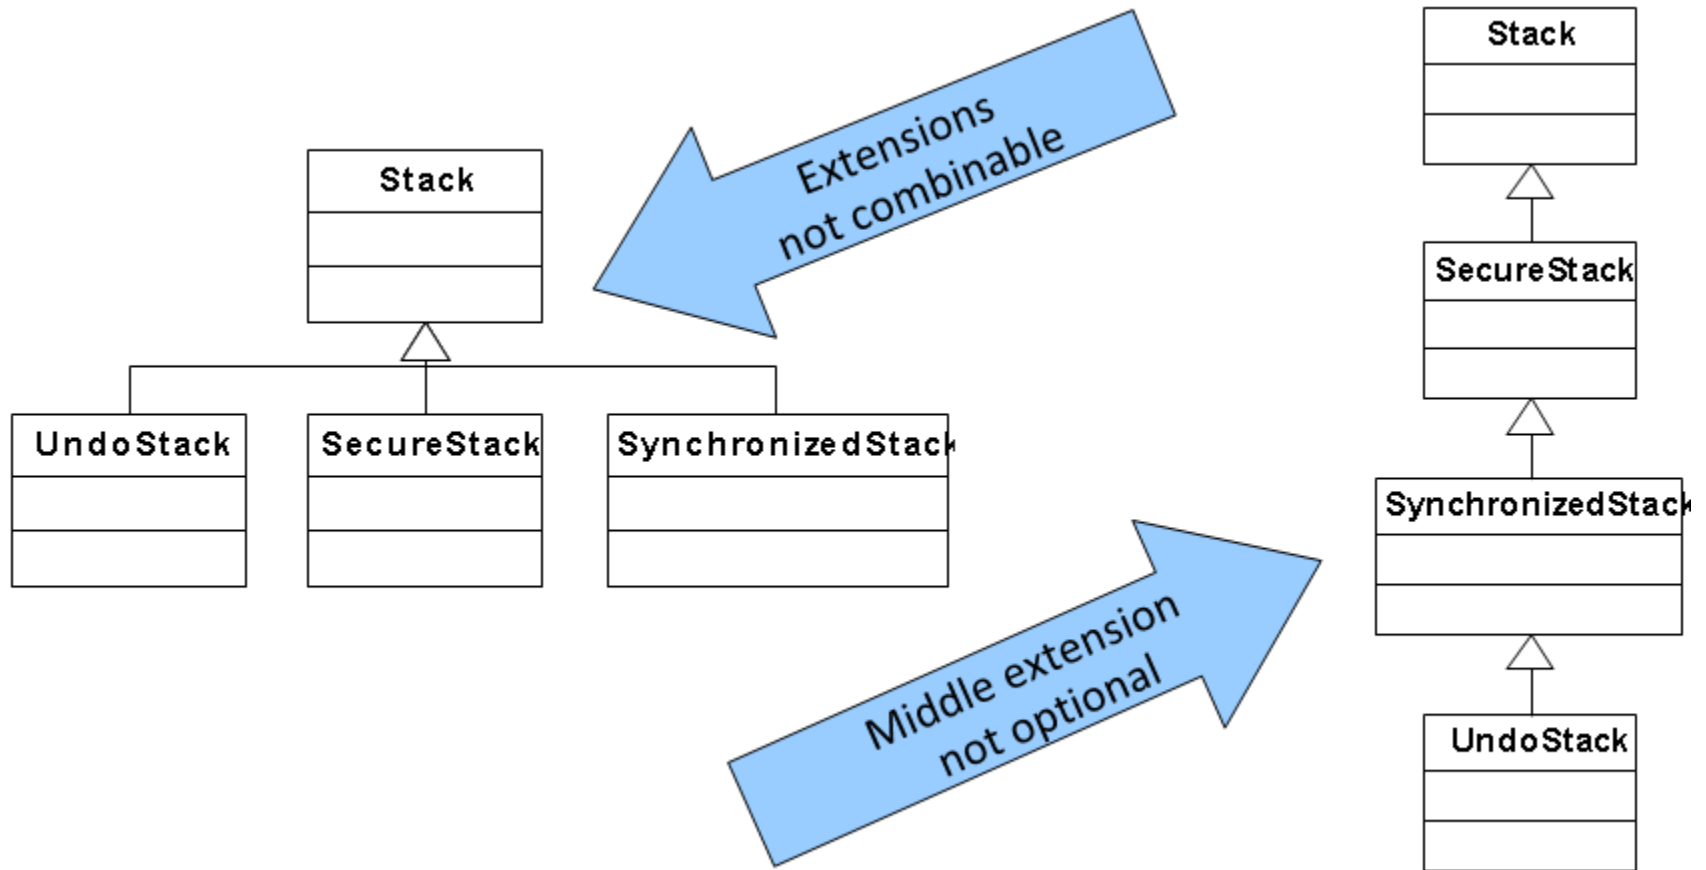 Stack
UndoStack
SecureStack
SynchronizedStack
Extensions
not combinable
Middle extension
not optional
Stack
SecureStack
SynchronizedStack
UndoStack